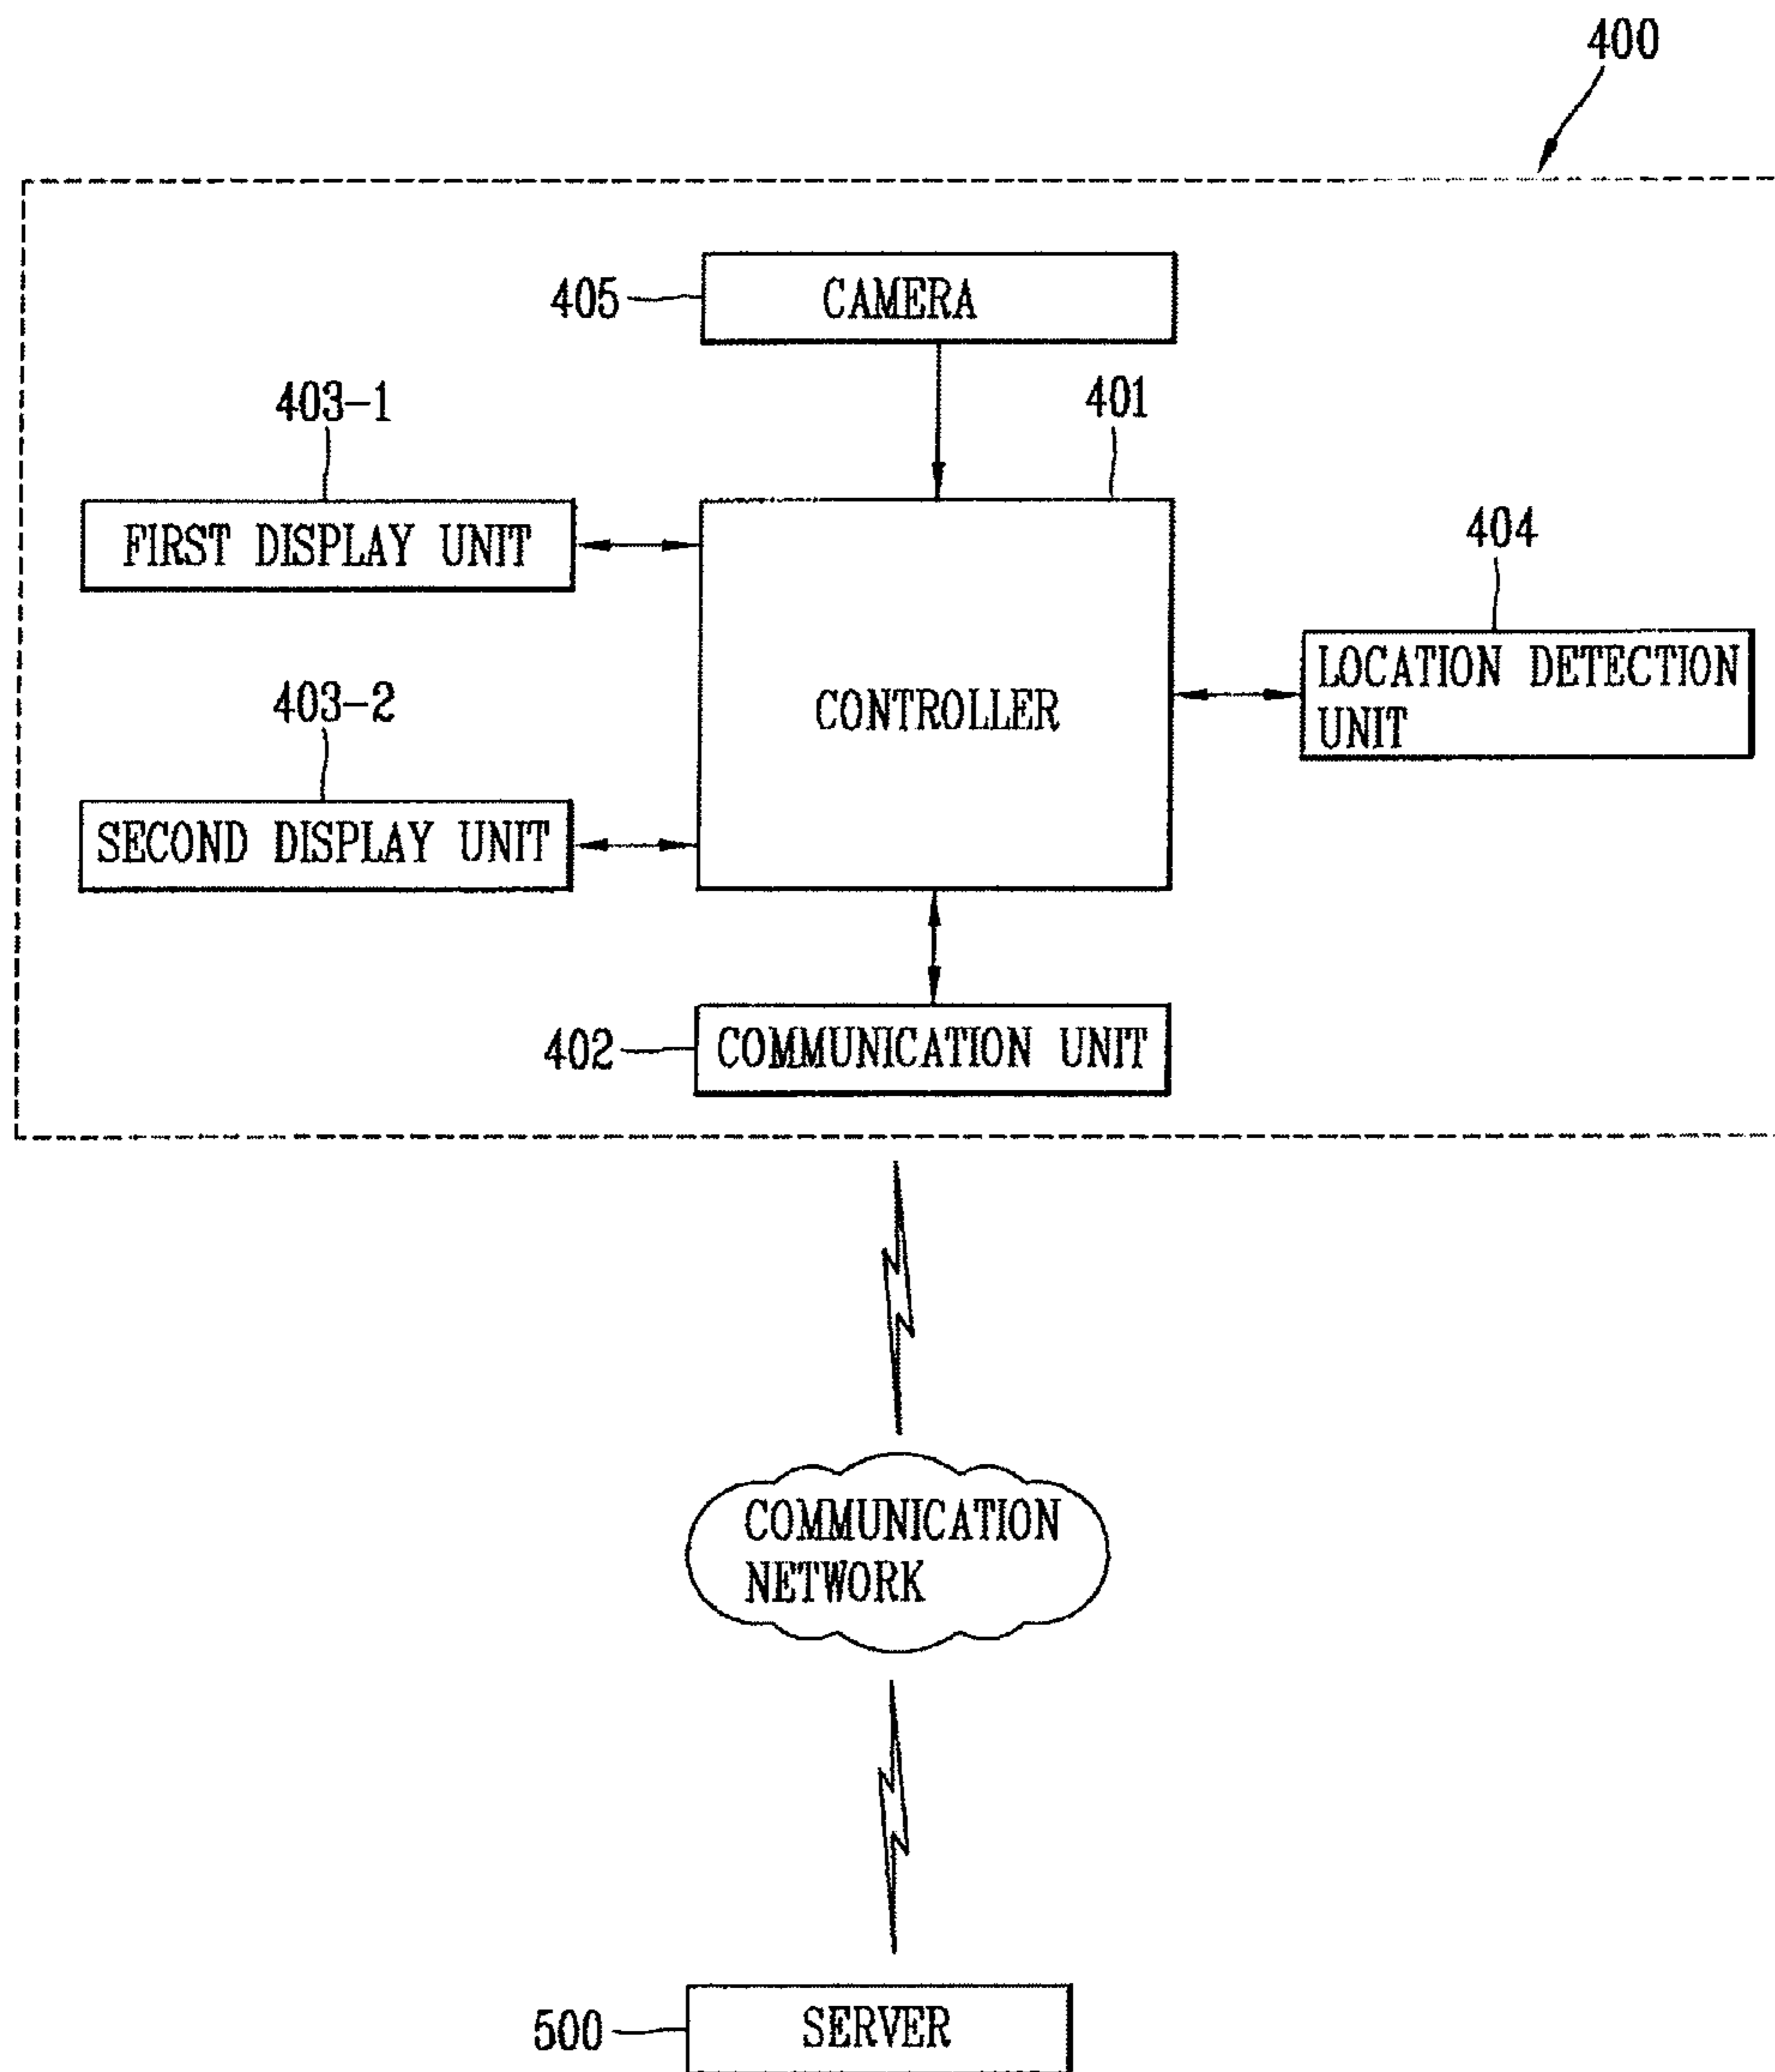 400
405
CAMERA
403-1
401
FIRST DISPLAY UNIT
404
LOCATION DETECTION
UNIT
CONTROLLER
403-2
SECOND DISPLAY UNIT
402
COMMUNICATION UNIT
COMMUNICATION
NETWORK
500
SERVER